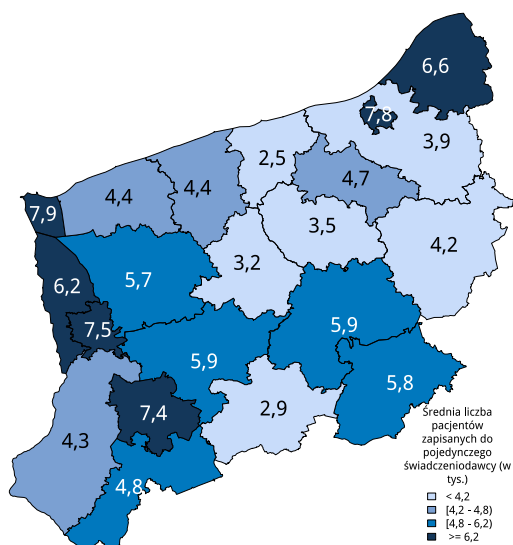 6,6
7,8
3,9
2,5
4,7
4,4
4,4
7,9
3,5
4,2
3,2
5,7
6,2
7,5
5,9
5,9
5,8
7,4
2,9
4,3
4,8
Średnia liczba
pacjentów
zapisanych do
pojedynczego
świadczeniodawcy (w
tys.)
< 4,2
[4,2 - 4,8)
[4,8 - 6,2)
>= 6,2